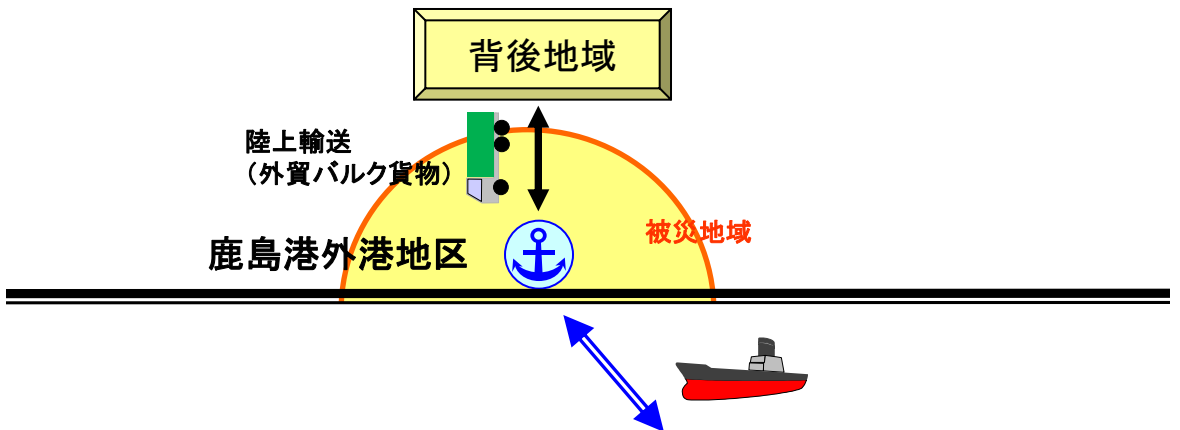 背後地域
陸上輸送
（外貿バルク貨物）
被災地域
鹿島港外港地区